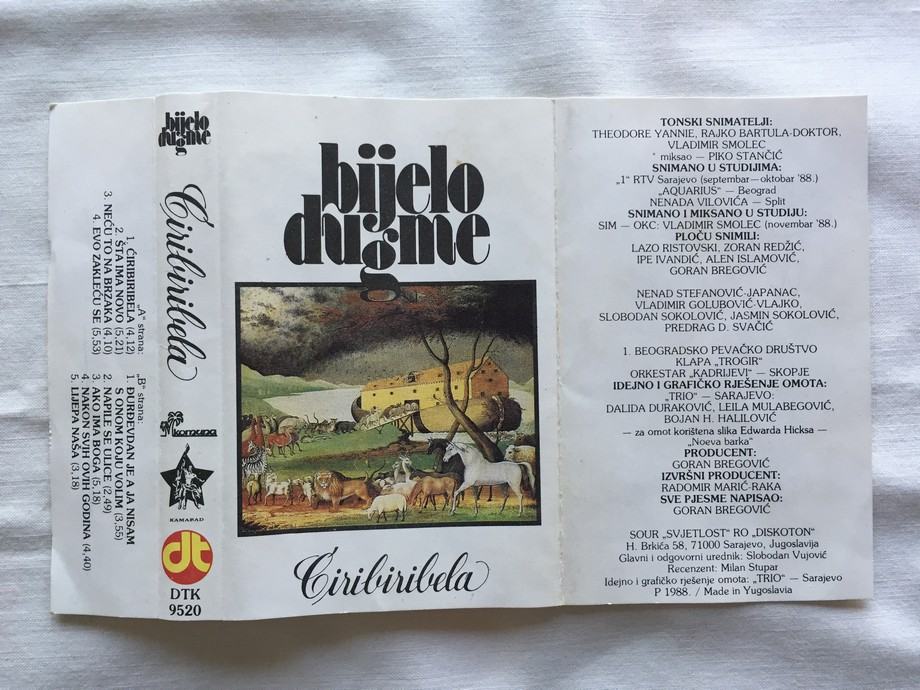 "A" strana:
1. ĆIRIBIRIBELA (4,12)
2. ŠTA IMA NOVO (5,21)
3. NEĆU TO NA BRZAKA (4,10)
4. EVO ZAKLEĆU SE (5,53)
"B" strana:
1. ĐURĐEVDAN JE A JA NISAM
S ONOM KOJU VOLIM (3,55)
2. NAPILE SE ULICE (2,49)
3. AKO IMA BOGA (5,18)
4. NAKON SVIH OVIH GODINA (4,40)
5. LIJEPA NAŠA (3,18)
bijelo
dugme
Ćiribiribela
komuna
KAMARAD
dt
DTK
9520
bijelo
dugme
Ćiribiribela
TONSKI SNIMATELJI:
THEODORE YANNIE, RAJKO BARTULA-DOKTOR,
VLADIMIR SMOLEC
* miksao — PIKO STANČIĆ
SNIMANO U STUDIJIMA:
„1" RTV Sarajevo (septembar—oktobar '88.)
„AQUARIUS" — Beograd
NENADA VILOVIĆA — Split
SNIMANO I MIKSANO U STUDIJU:
SIM — OKC: VLADIMIR SMOLEC (novembar '88.)
PLOČU SNIMILI:
LAZO RISTOVSKI, ZORAN REDŽIĆ,
IPE IVANDIĆ, ALEN ISLAMOVIĆ,
GORAN BREGOVIĆ
NENAD STEFANOVIĆ-JAPANAC,
VLADIMIR GOLUBOVIĆ-VLAJKO,
SLOBODAN SOKOLOVIĆ, JASMIN SOKOLOVIĆ,
PREDRAG D. SVAČIĆ
1. BEOGRADSKO PEVAČKO DRUŠTVO
KLAPA „TROGIR"
ORKESTAR „KADRIJEVI" — SKOPJE
IDEJNO I GRAFIČKO RJEŠENJE OMOTA:
„TRIO" — SARAJEVO:
DALIDA DURAKOVIĆ, LEILA MULABEGOVIĆ,
BOJAN H. HALILOVIĆ
— za omot korištena slika Edwarda Hicksa —
„Noeva barka"
PRODUCENT:
GORAN BREGOVIĆ
IZVRŠNI PRODUCENT:
RADOMIR MARIĆ-RAKA
SVE PJESME NAPISAO:
GORAN BREGOVIĆ
SOUR „SVJETLOST" RO „DISKOTON"
H. Brkića 58, 71000 Sarajevo, Jugoslavija
Glavni i odgovorni urednik: Slobodan Vujović
Recenzent: Milan Stupar
Idejno i grafičko rješenje omota: „TRIO" — Sarajevo
P 1988. / Made in Yugoslavia